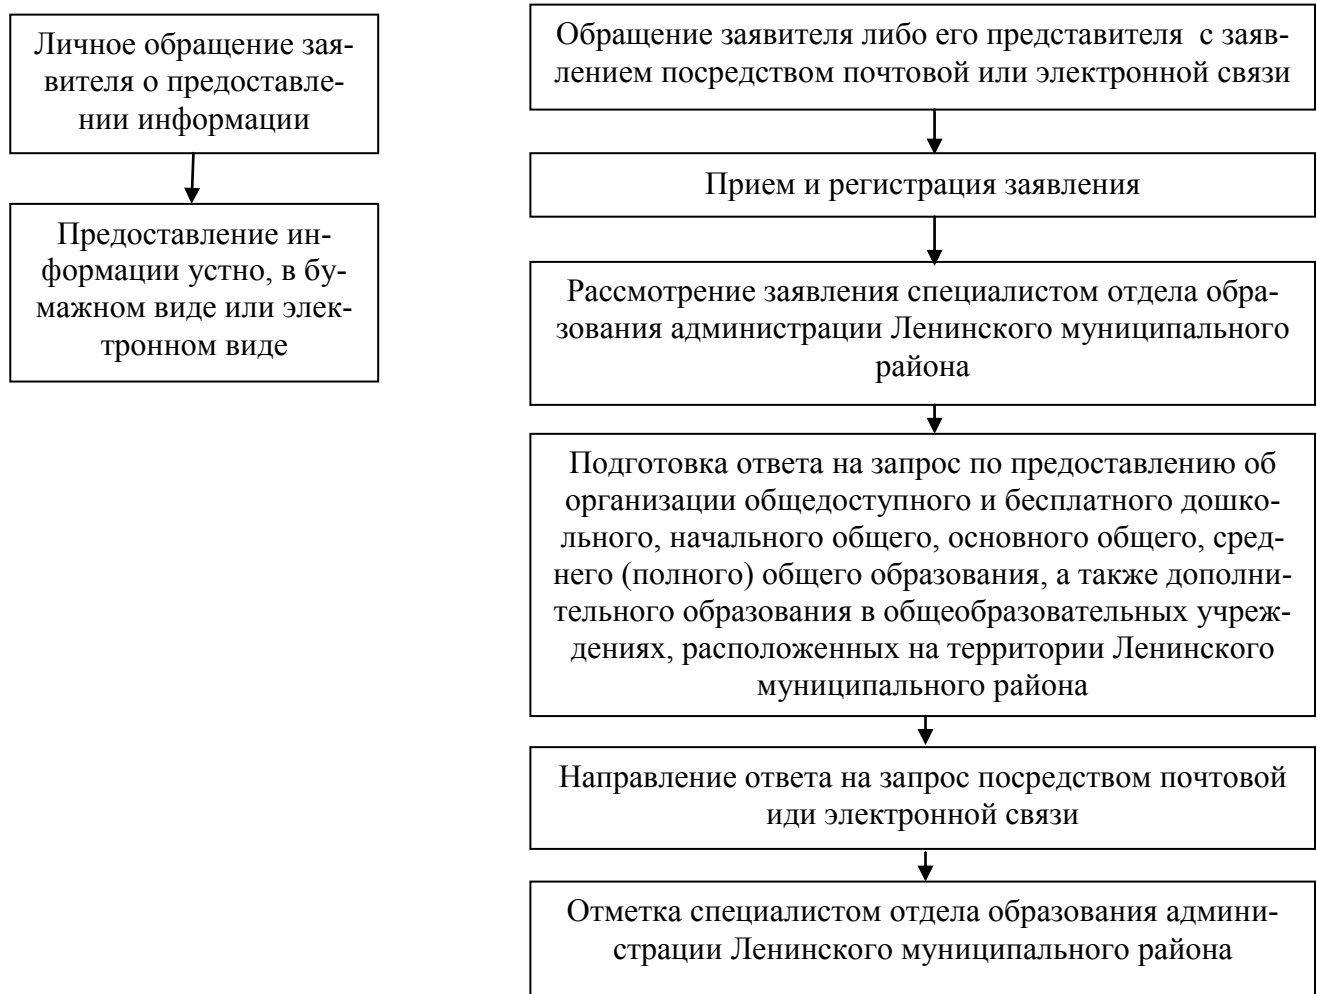 Личное обращение зая-
вителя о предоставле-
нии информации
Предоставление ин-
формации устно, в бу-
мажном виде или элек-
тронном виде
Обращение заявителя либо его представителя  с заяв-
лением посредством почтовой или электронной связи
Прием и регистрация заявления
Рассмотрение заявления специалистом отдела обра-
зования администрации Ленинского муниципального
района
Подготовка ответа на запрос по предоставлению об
организации общедоступного и бесплатного дошко-
льного, начального общего, основного общего, сред-
него (полного) общего образования, а также дополни-
тельного образования в общеобразовательных учреж-
дениях, расположенных на территории Ленинского
муниципального района
Направление ответа на запрос посредством почтовой
иди электронной связи
Отметка специалистом отдела образования админи-
страции Ленинского муниципального района